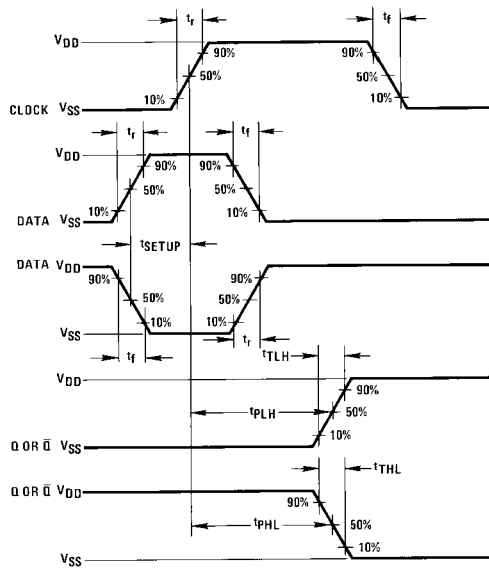 tr tf
VDD 90% 90%
50% 50%
10% 10%
CLOCK VSS
tr tf
VDD
90% 90%
50% 50%
10% 10%
DATA VSS
tSETUP
DATA VDD
90% 90%
50% 50%
10% 10%
VSS
tf tr
tTLH
VDD
90%
tPLH 50%
10%
Q OR Q̅ VSS
tTHL
Q OR Q̅ VDD
90%
tPHL 50%
10%
VSS